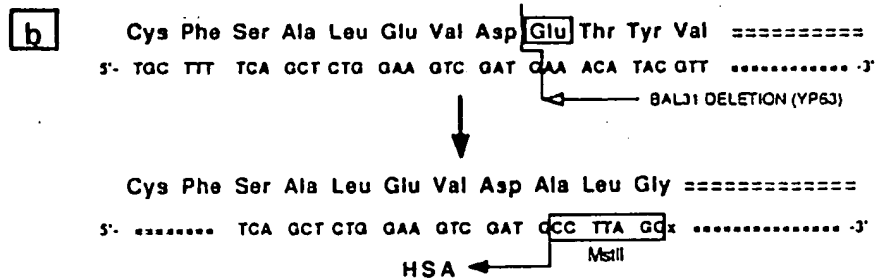 b
Cys Phe Ser Ala Leu Glu Val Asp Glu Thr Tyr Val ==========
5'- TGC TTT TCA GCT CTG GAA GTC GAT GAA ACA TAC GTT ············ -3'
BAL31 DELETION (YP63)
Cys Phe Ser Ala Leu Glu Val Asp Ala Leu Gly ============
5'- ········ TCA GCT CTG GAA GTC GAT GCC TTA GGx ·············· -3'
MstII
HSA